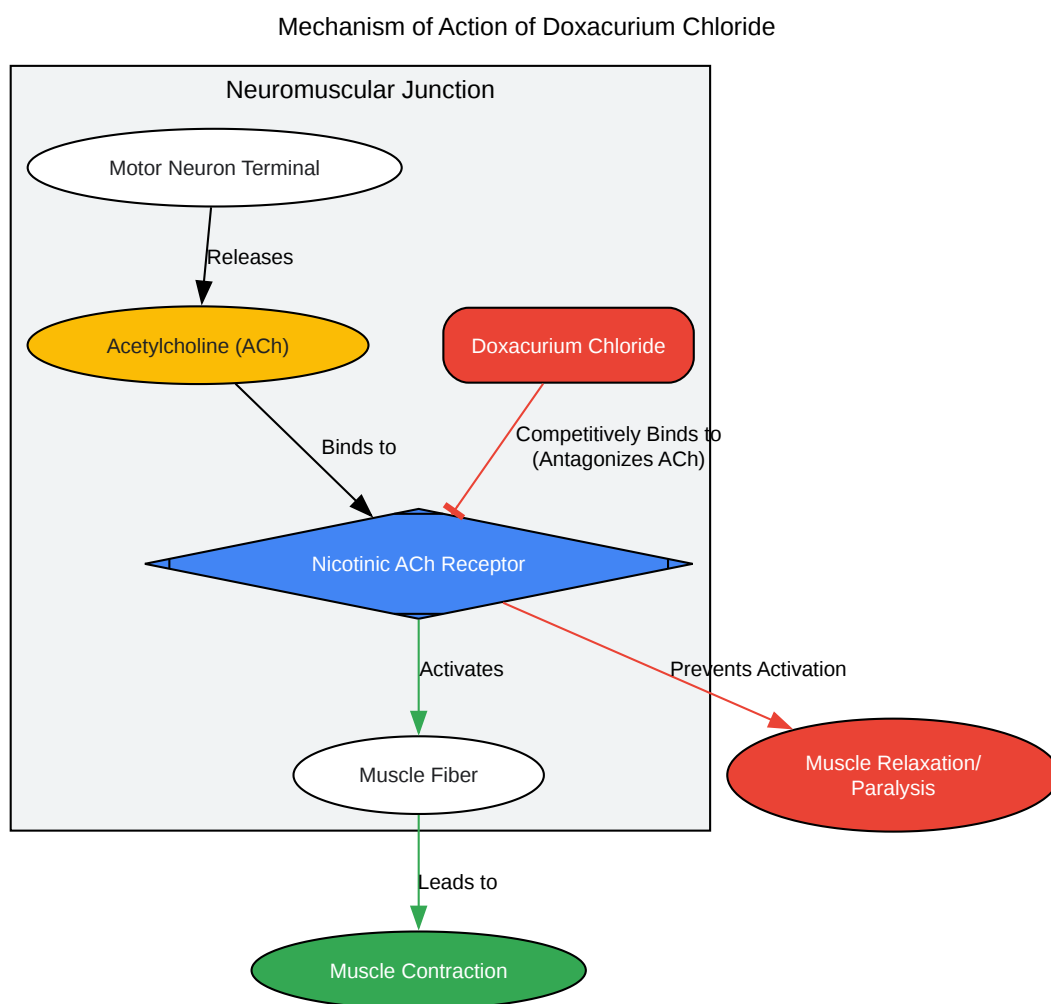 Mechanism of Action of Doxacurium Chloride
Neuromuscular Junction
Motor Neuron Terminal
Releases
Acetylcholine (ACh)
Doxacurium Chloride
Binds to
Competitively Binds to
(Antagonizes ACh)
Nicotinic ACh Receptor
Activates
Prevents Activation
Muscle Fiber
Muscle Relaxation/
Paralysis
Leads to
Muscle Contraction